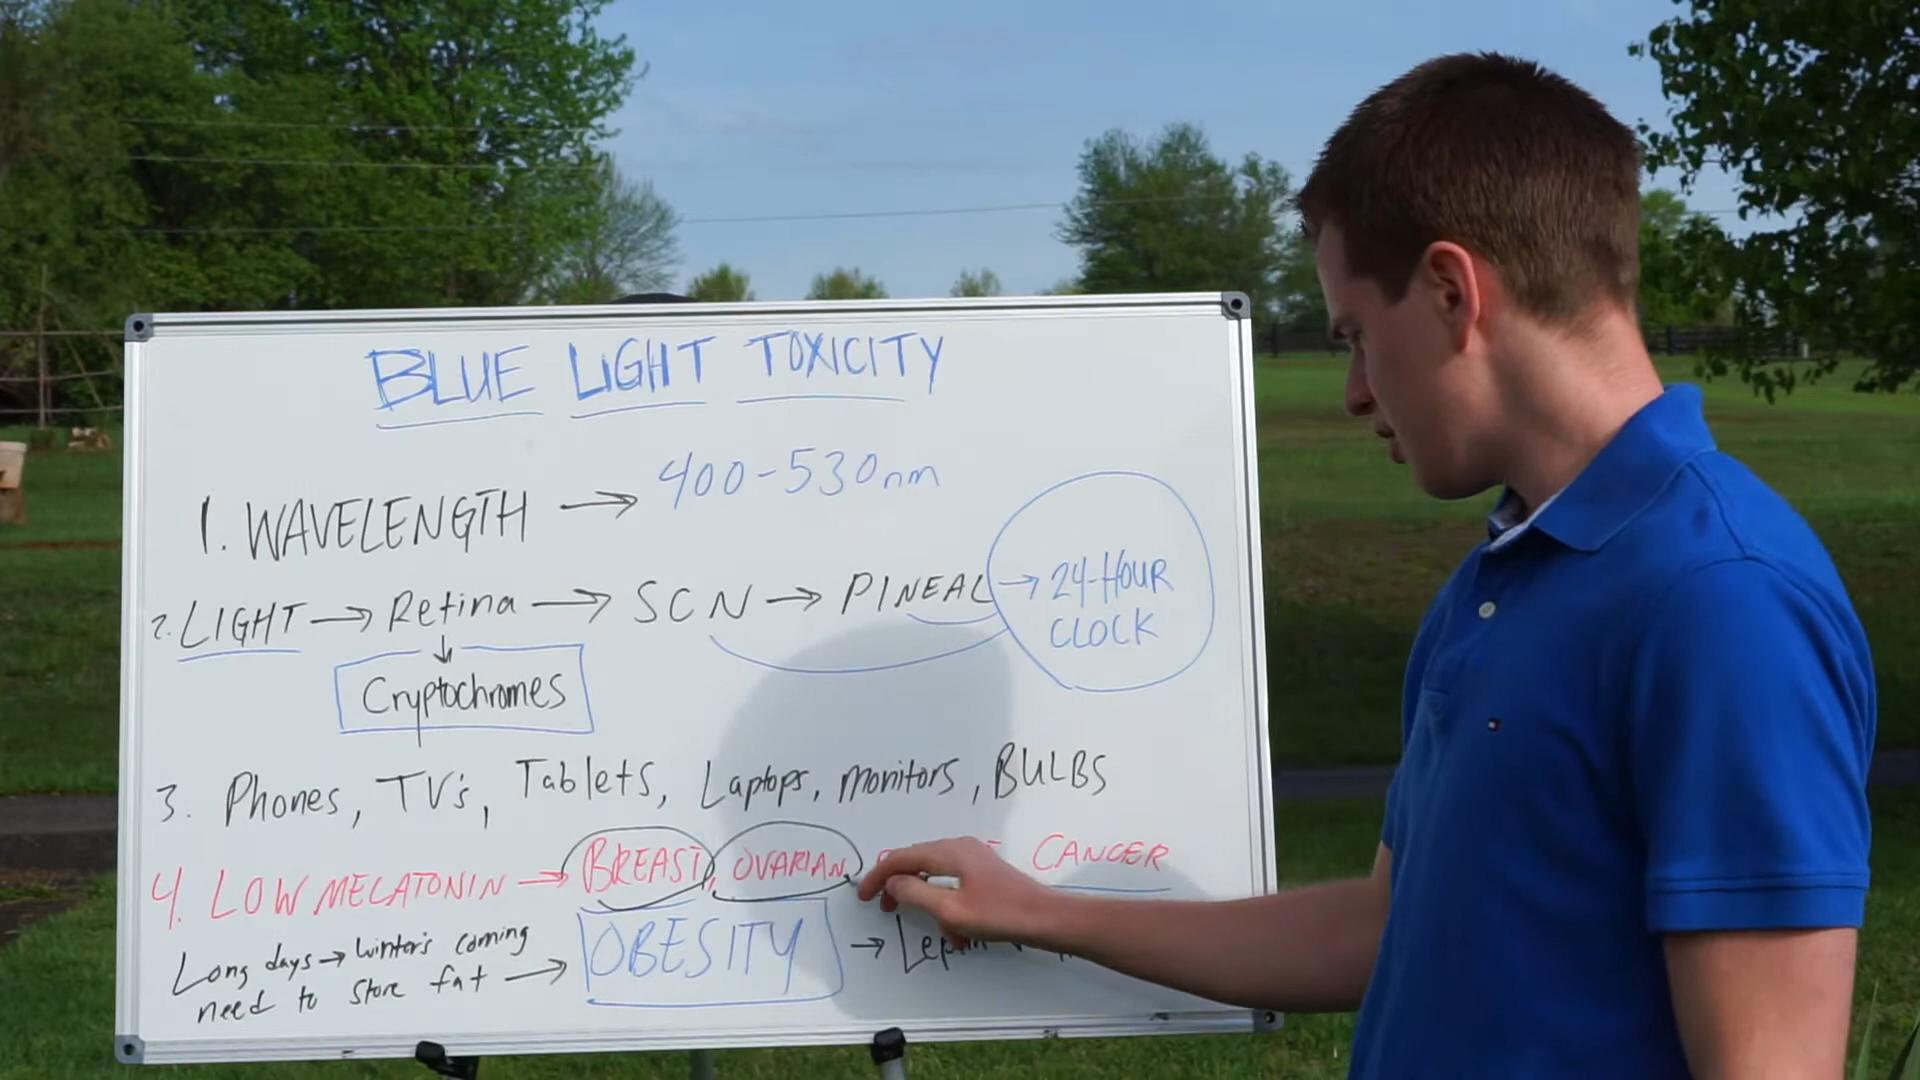 BLUE LIGHT TOXICITY
1. WAVELENGTH → 400-530nm
2. LIGHT → Retina → SCN → PINEAL → 24-HOUR
CLOCK
↓
Cryptochromes
3. Phones, TV's, Tablets, Laptops, monitors, BULBS
4. LOW MELATONIN → BREAST, OVARIAN, CANCER
Long days → Winter's coming
need to store fat → OBESITY →